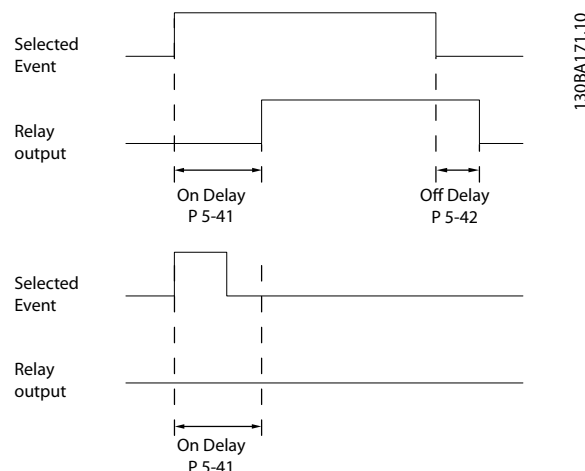 Selected
Event
Relay
output
On Delay
P 5-41
Off Delay
P 5-42
Selected
Event
Relay
output
On Delay
P 5-41
130BA171.10